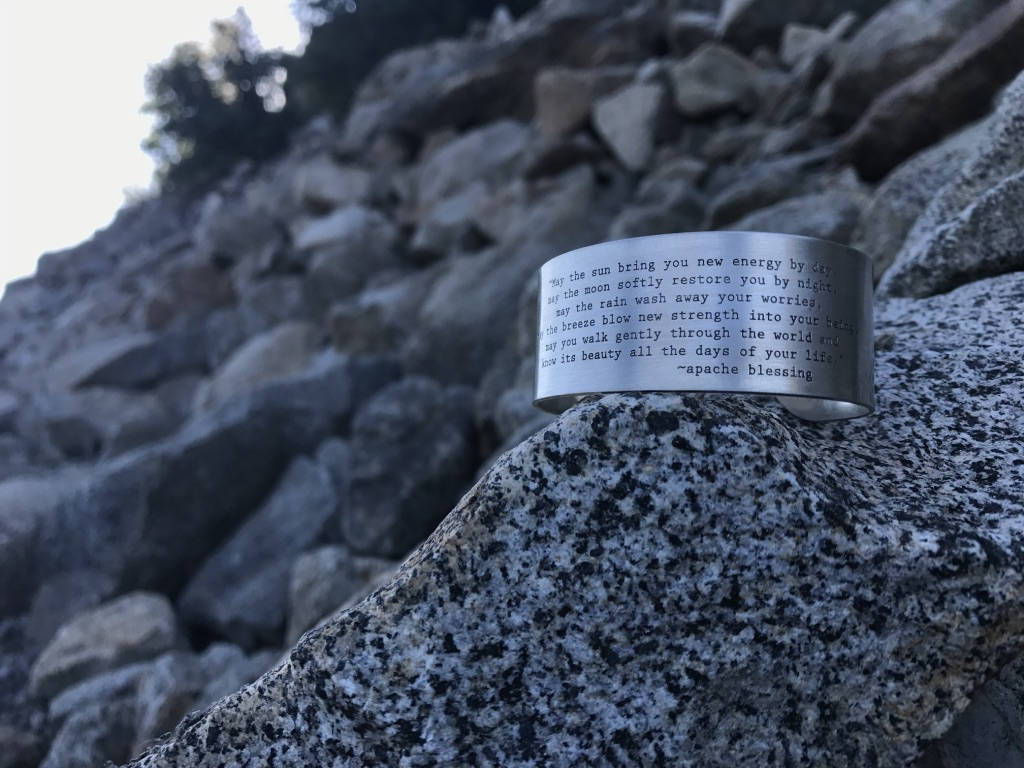 "May the sun bring you new energy by day,
may the moon softly restore you by night,
may the rain wash away your worries,
the breeze blow new strength into your being,
may you walk gently through the world and
know its beauty all the days of your life."
~apache blessing